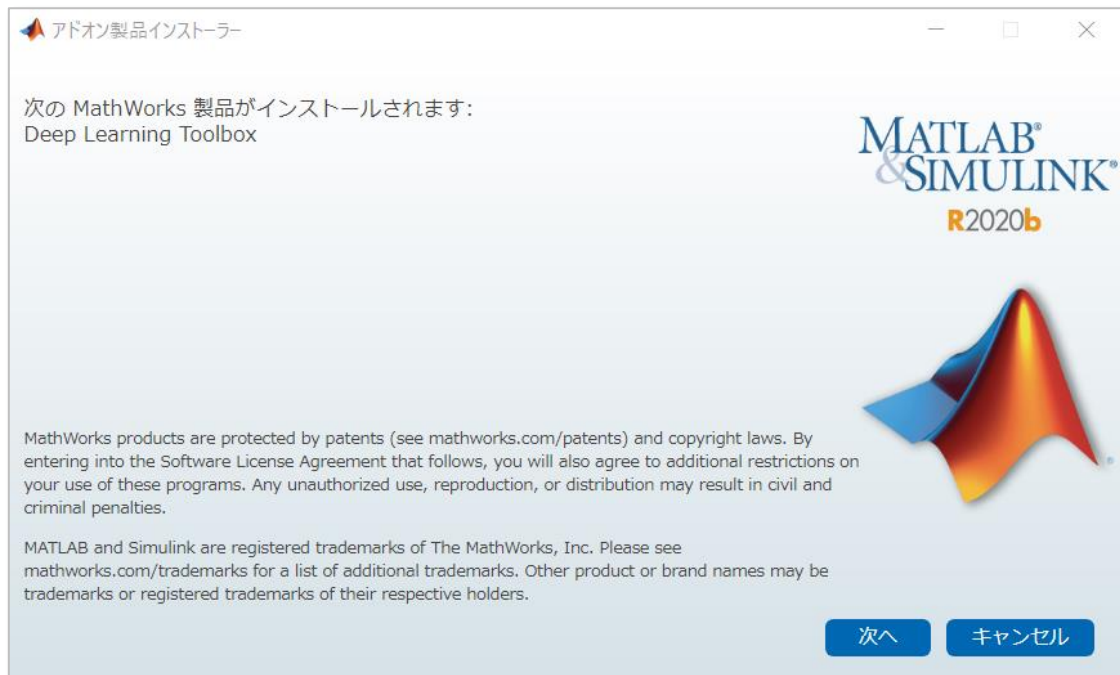 アドオン製品インストーラー
次の MathWorks 製品がインストールされます:
Deep Learning Toolbox
MATLAB®
&SIMULINK®
R2020b
MathWorks products are protected by patents (see mathworks.com/patents) and copyright laws. By
entering into the Software License Agreement that follows, you will also agree to additional restrictions on
your use of these programs. Any unauthorized use, reproduction, or distribution may result in civil and
criminal penalties.
MATLAB and Simulink are registered trademarks of The MathWorks, Inc. Please see
mathworks.com/trademarks for a list of additional trademarks. Other product or brand names may be
trademarks or registered trademarks of their respective holders.
次へ
キャンセル